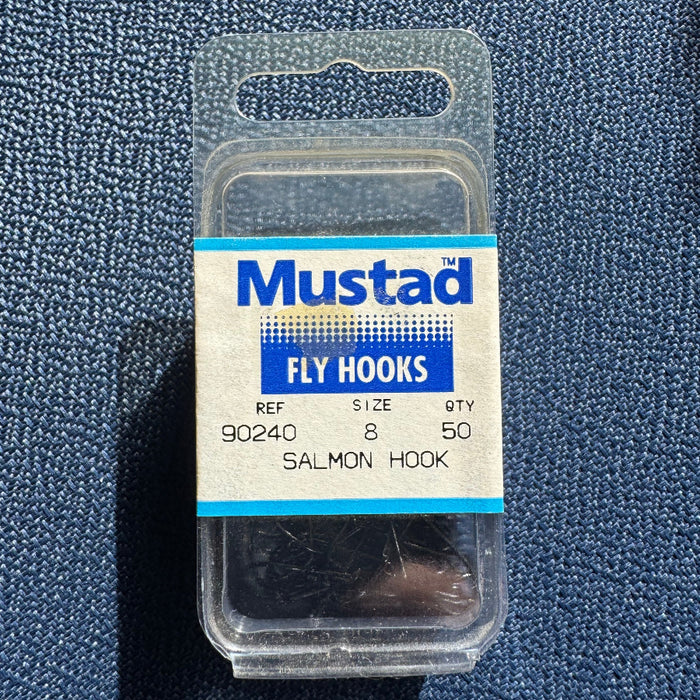 Mustad™
FLY HOOKS
REF SIZE QTY
90240 8 50
SALMON HOOK